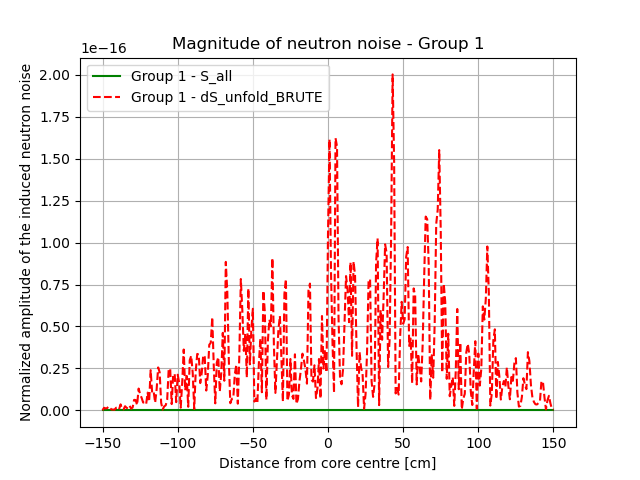 Magnitude of neutron noise - Group 1
1e−16
Group 1 - S_all
Group 1 - dS_unfold_BRUTE
Normalized amplitude of the induced neutron noise
2.00
1.75
1.50
1.25
1.00
0.75
0.50
0.25
0.00
−150
−100
−50
0
50
100
150
Distance from core centre [cm]